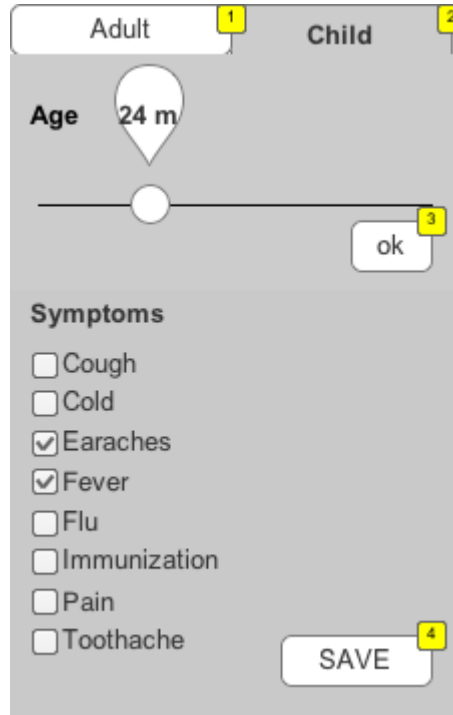 Adult 1 Child 2
Age 24 m
3
ok
Symptoms
Cough
Cold
Earaches
Fever
Flu
Immunization
Pain
Toothache
4
SAVE